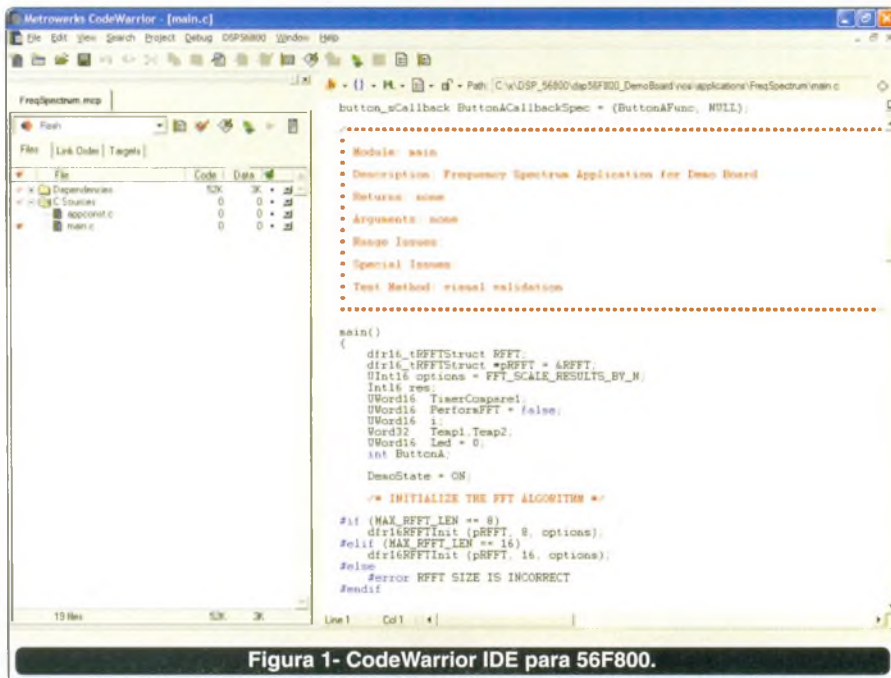 Metrowerks CodeWarrior - [main.c]
File Edit View Search Project Debug DSP56800 Window Help
Path: C:\x\DSP_56800\dsp56F800_DemoBoard\nos\applications\FreqSpectrum\main.c
FreqSpectrum.mcp
Flash
Files Link Order Targets
File Code Data
Dependencies 52K 3K
C Sources 0 0
appconst.c 0 0
main.c 0 0
19 files 52K 3K
button_sCallback ButtonACallbackSpec = {ButtonAFunc, NULL};
Module: main
Description: Frequency Spectrum Application for Demo Board
Returns: none
Arguments: none
Range Issues:
Special Issues:
Test Method: visual validation
main()
{
dfr16_tRFFTStruct RFFT;
dfr16_tRFFTStruct *pRFFT = &RFFT;
UInt16 options = FFT_SCALE_RESULTS_BY_N;
Int16 res;
UWord16 TimerCompare1;
UWord16 PerformFFT = false;
UWord16 i;
Word32 Temp1,Temp2;
UWord16 Led = 0;
int ButtonA;
DemoState = ON;
/* INITIALIZE THE FFT ALGORITHM */
#if (MAX_RFFT_LEN == 8)
dfr16RFFTInit (pRFFT, 8, options);
#elif (MAX_RFFT_LEN == 16)
dfr16RFFTInit (pRFFT, 16, options);
#else
#error RFFT SIZE IS INCORRECT
#endif
Line 1 Col 1
Figura 1- CodeWarrior IDE para 56F800.